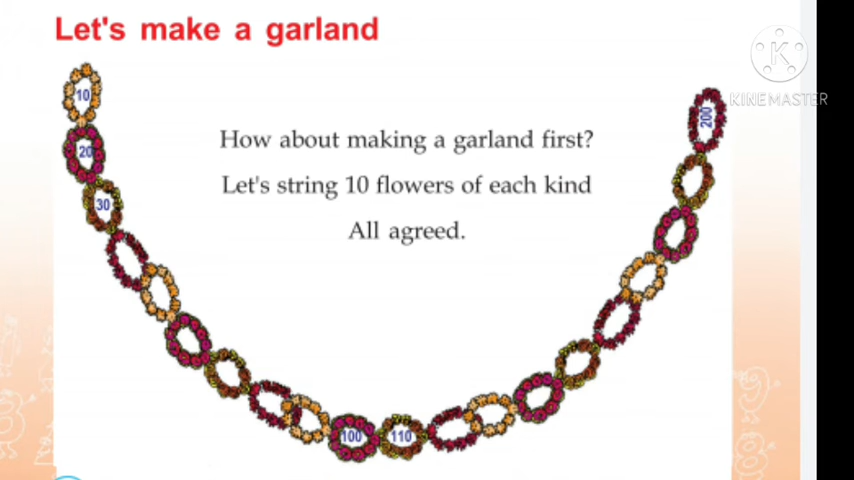 Let's make a garland
K
KINEMASTER
10
200
How about making a garland first?
20
Let's string 10 flowers of each kind
30
All agreed.
100
110